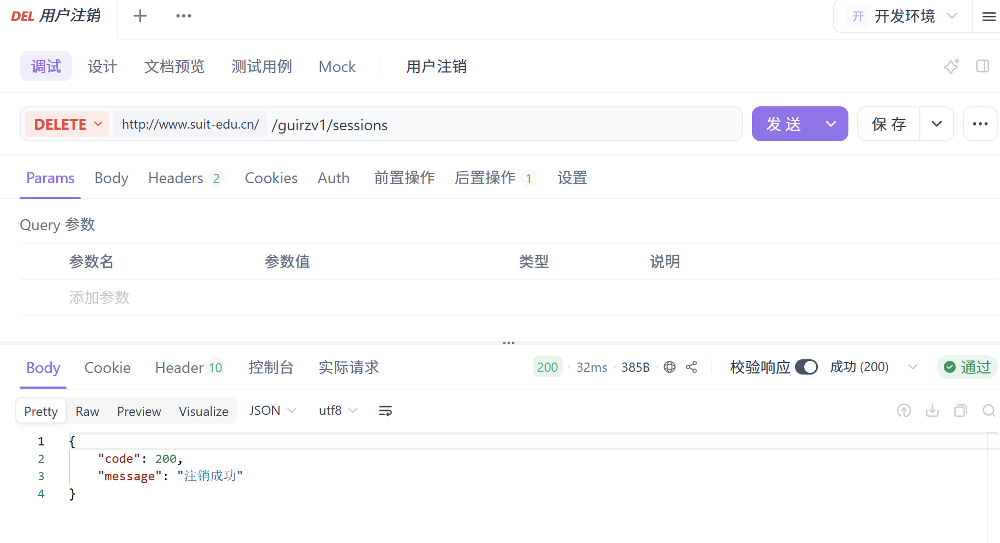 DEL 用户注销
开 开发环境
调试 设计 文档预览 测试用例 Mock 用户注销
DELETE http://www.suit-edu.cn/ /guirzv1/sessions 发 送 保 存
Params Body Headers 2 Cookies Auth 前置操作 后置操作 1 设置
Query 参数
参数名 参数值 类型 说明
添加参数
Body Cookie Header 10 控制台 实际请求 200 32ms 385B 校验响应 成功 (200) 通过
Pretty Raw Preview Visualize JSON utf8
1 {
2 "code": 200,
3 "message": "注销成功"
4 }